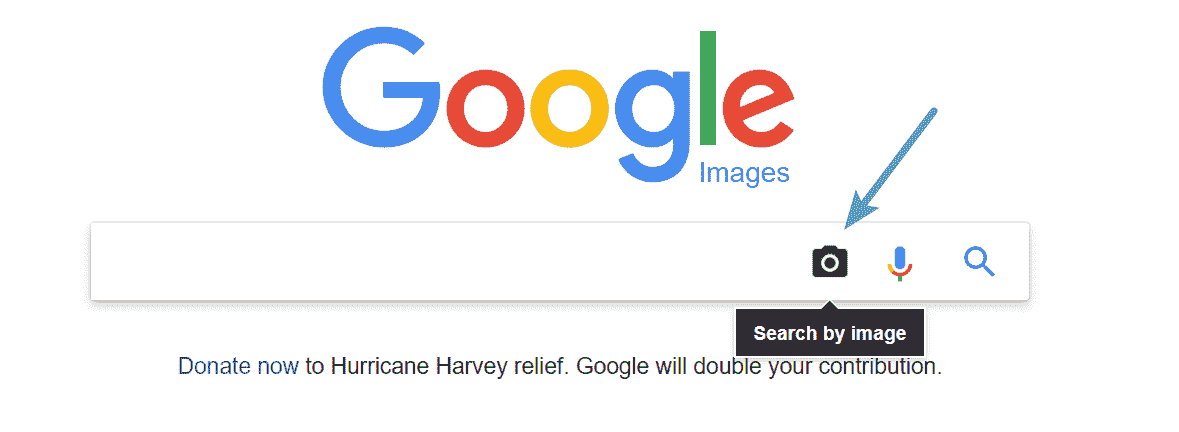 Google
Images
Search by image
Donate now to Hurricane Harvey relief. Google will double your contribution.